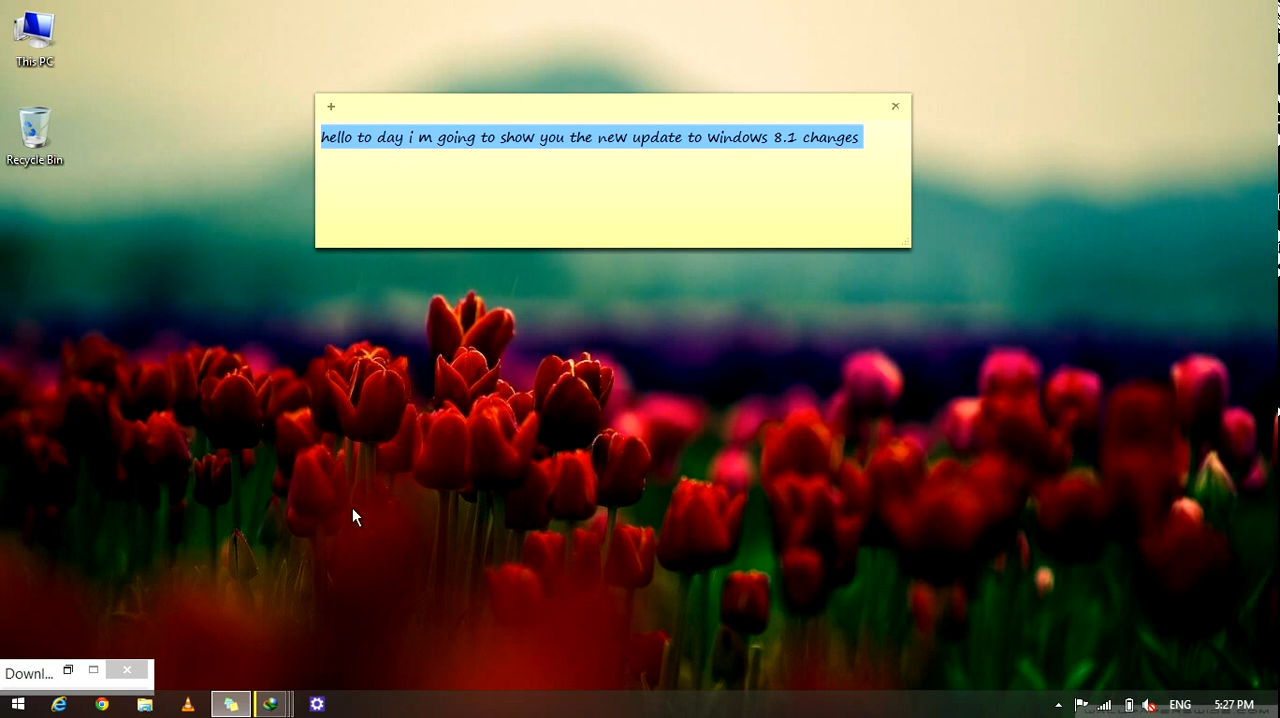 This PC
Recycle Bin
hello to day i m going to show you the new update to windows 8.1 changes
Downl...
ENG
5:27 PM